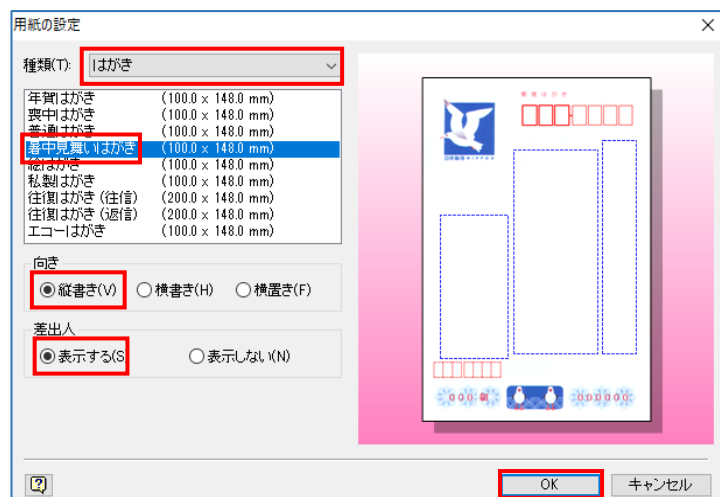 用紙の設定
種類(T): はがき
年賀はがき (100.0 x 148.0 mm)
喪中はがき (100.0 x 148.0 mm)
普通はがき (100.0 x 148.0 mm)
暑中見舞いはがき (100.0 x 148.0 mm)
絵はがき (100.0 x 148.0 mm)
私製はがき (100.0 x 148.0 mm)
往復はがき (往信) (200.0 x 148.0 mm)
往復はがき (返信) (200.0 x 148.0 mm)
エコーはがき (100.0 x 148.0 mm)
向き
縦書き(V) 横書き(H) 横置き(F)
差出人
表示する(S 表示しない(N)
郵便はがき
OK キャンセル